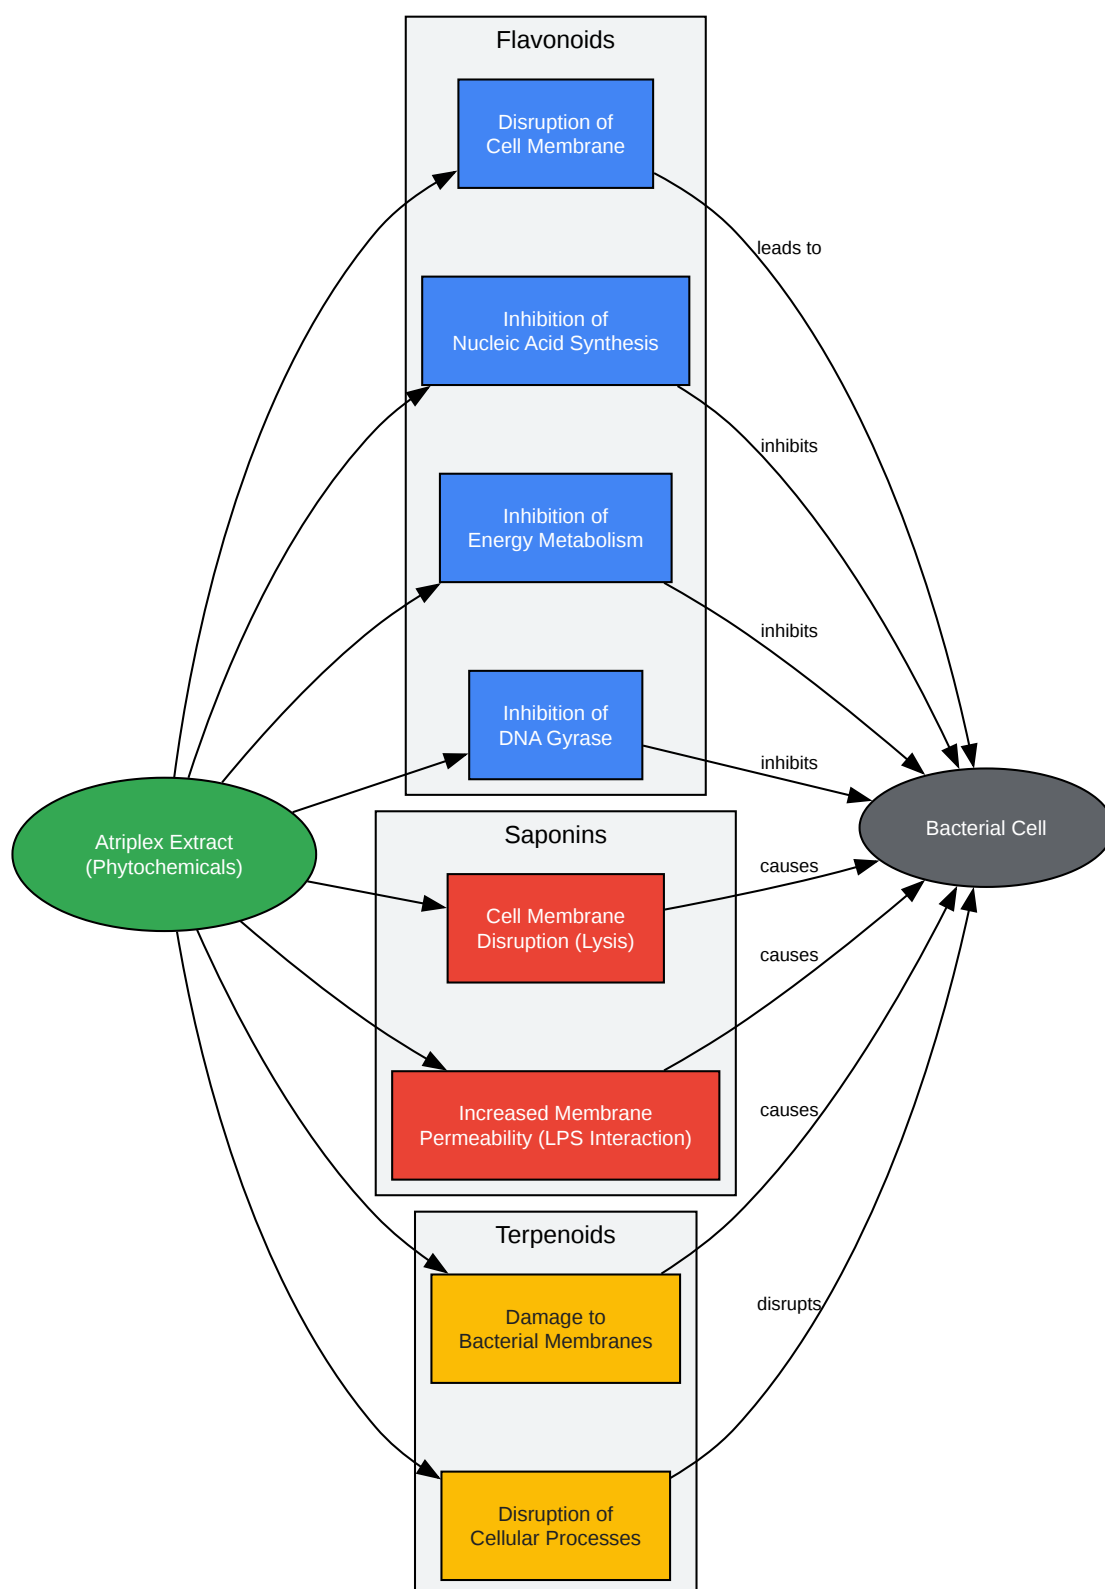 Flavonoids
Disruption of
Cell Membrane
leads to
Inhibition of
Nucleic Acid Synthesis
inhibits
Inhibition of
Energy Metabolism
inhibits
Inhibition of
DNA Gyrase
inhibits
Atriplex Extract
(Phytochemicals)
Bacterial Cell
Saponins
Cell Membrane
Disruption (Lysis)
causes
causes
Increased Membrane
Permeability (LPS Interaction)
causes
Terpenoids
Damage to
Bacterial Membranes
disrupts
Disruption of
Cellular Processes